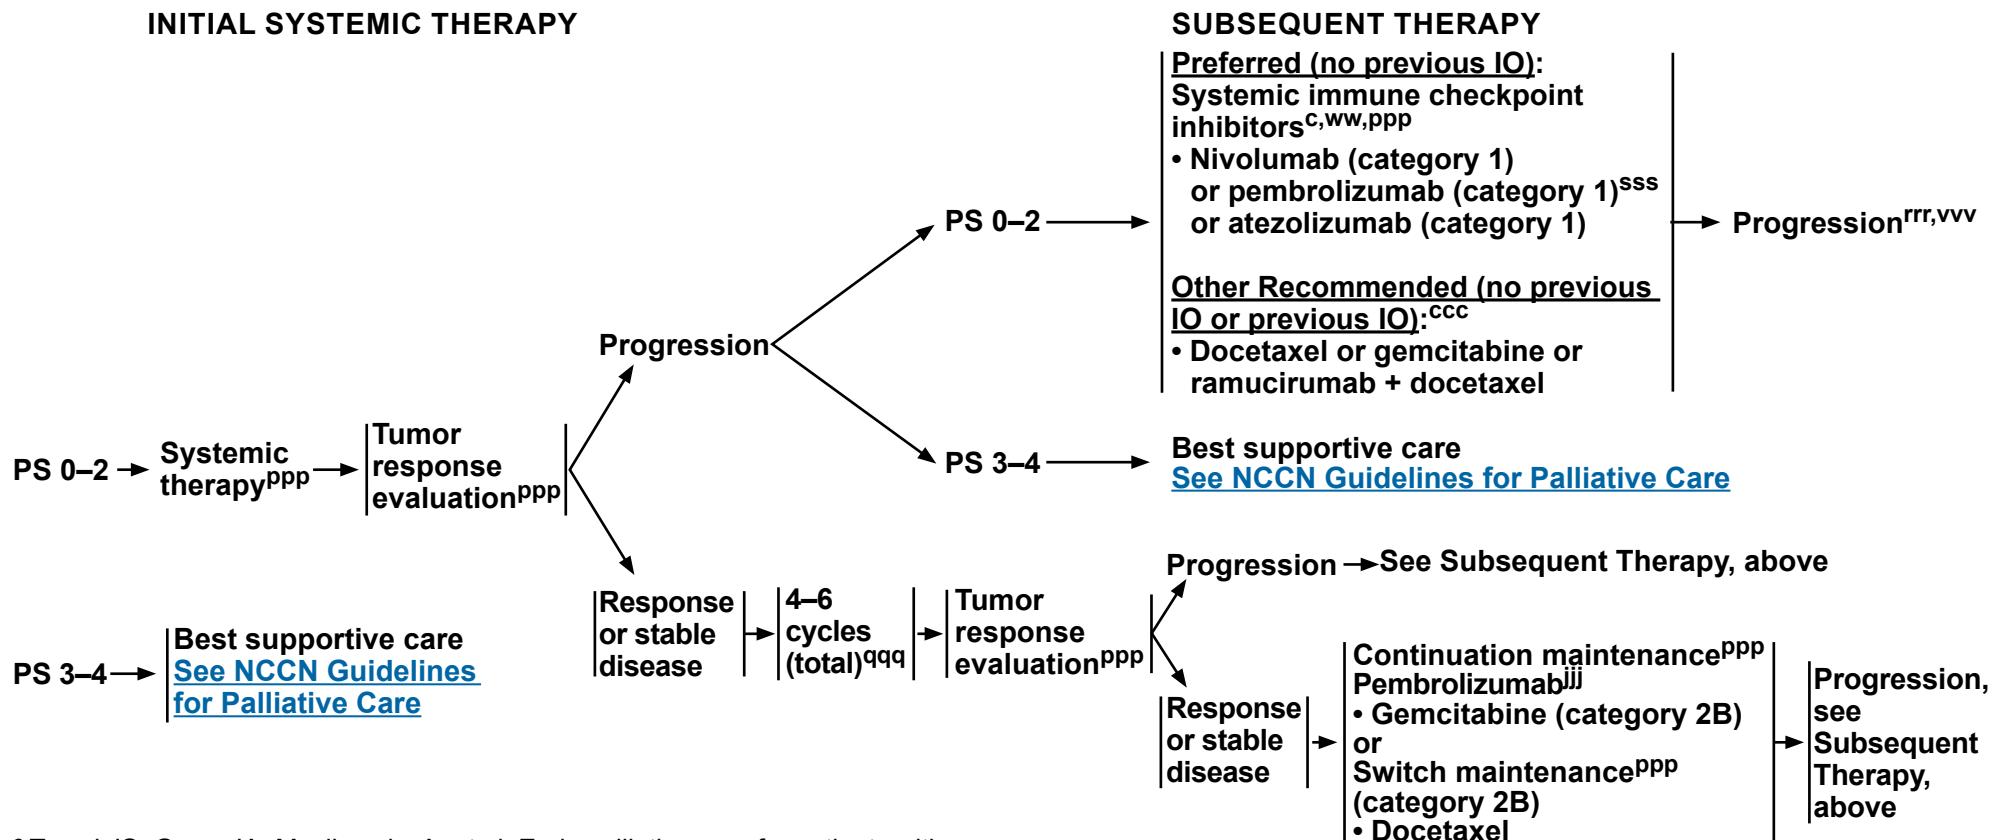 INITIAL SYSTEMIC THERAPY
SUBSEQUENT THERAPY
Preferred (no previous IO):
Systemic immune checkpoint
inhibitorsc,ww,ppp
• Nivolumab (category 1)
or pembrolizumab (category 1)sss
or atezolizumab (category 1)
Other Recommended (no previous
IO or previous IO):ccc
• Docetaxel or gemcitabine or
ramucirumab + docetaxel
PS 0–2
Progressionrrr,vvv
Progression
PS 3–4
Best supportive care
See NCCN Guidelines for Palliative Care
PS 0–2
Systemic
therapyppp
Tumor
response
evaluationppp
Response
or stable
disease
4–6
cycles
(total)qqq
Tumor
response
evaluationppp
Progression
See Subsequent Therapy, above
Response
or stable
disease
Continuation maintenanceppp
Pembrolizumabjjj
• Gemcitabine (category 2B)
or
Switch maintenanceppp
(category 2B)
• Docetaxel
Progression,
see
Subsequent
Therapy,
above
PS 3–4
Best supportive care
See NCCN Guidelines
for Palliative Care